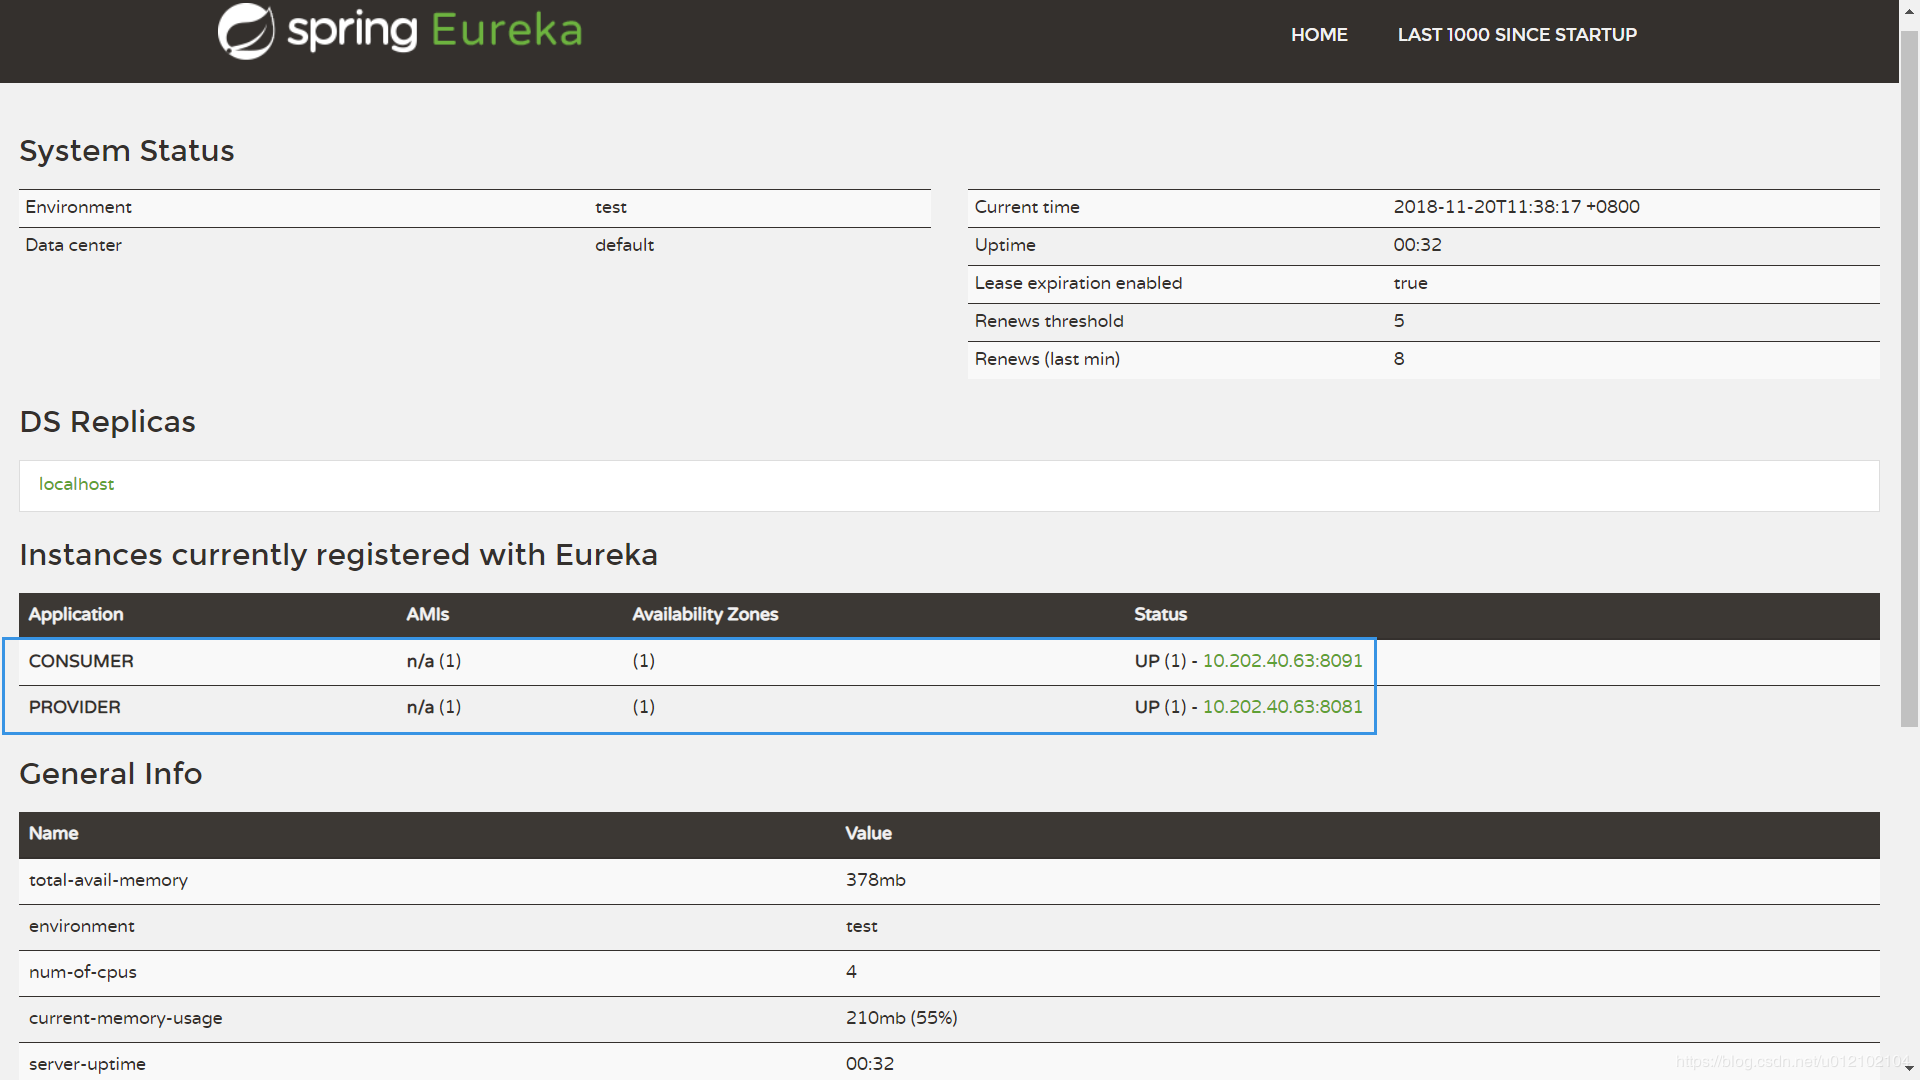 spring Eureka HOME LAST 1000 SINCE STARTUP
System Status
Environment test
Data center default
Current time 2018-11-20T11:38:17 +0800
Uptime 00:32
Lease expiration enabled true
Renews threshold 5
Renews (last min) 8
DS Replicas
localhost
Instances currently registered with Eureka
Application AMIs Availability Zones Status
CONSUMER n/a (1) (1) UP (1) - 10.202.40.63:8091
PROVIDER n/a (1) (1) UP (1) - 10.202.40.63:8081
General Info
Name Value
total-avail-memory 378mb
environment test
num-of-cpus 4
current-memory-usage 210mb (55%)
server-uptime 00:32
https://blog.csdn.net/u012102104